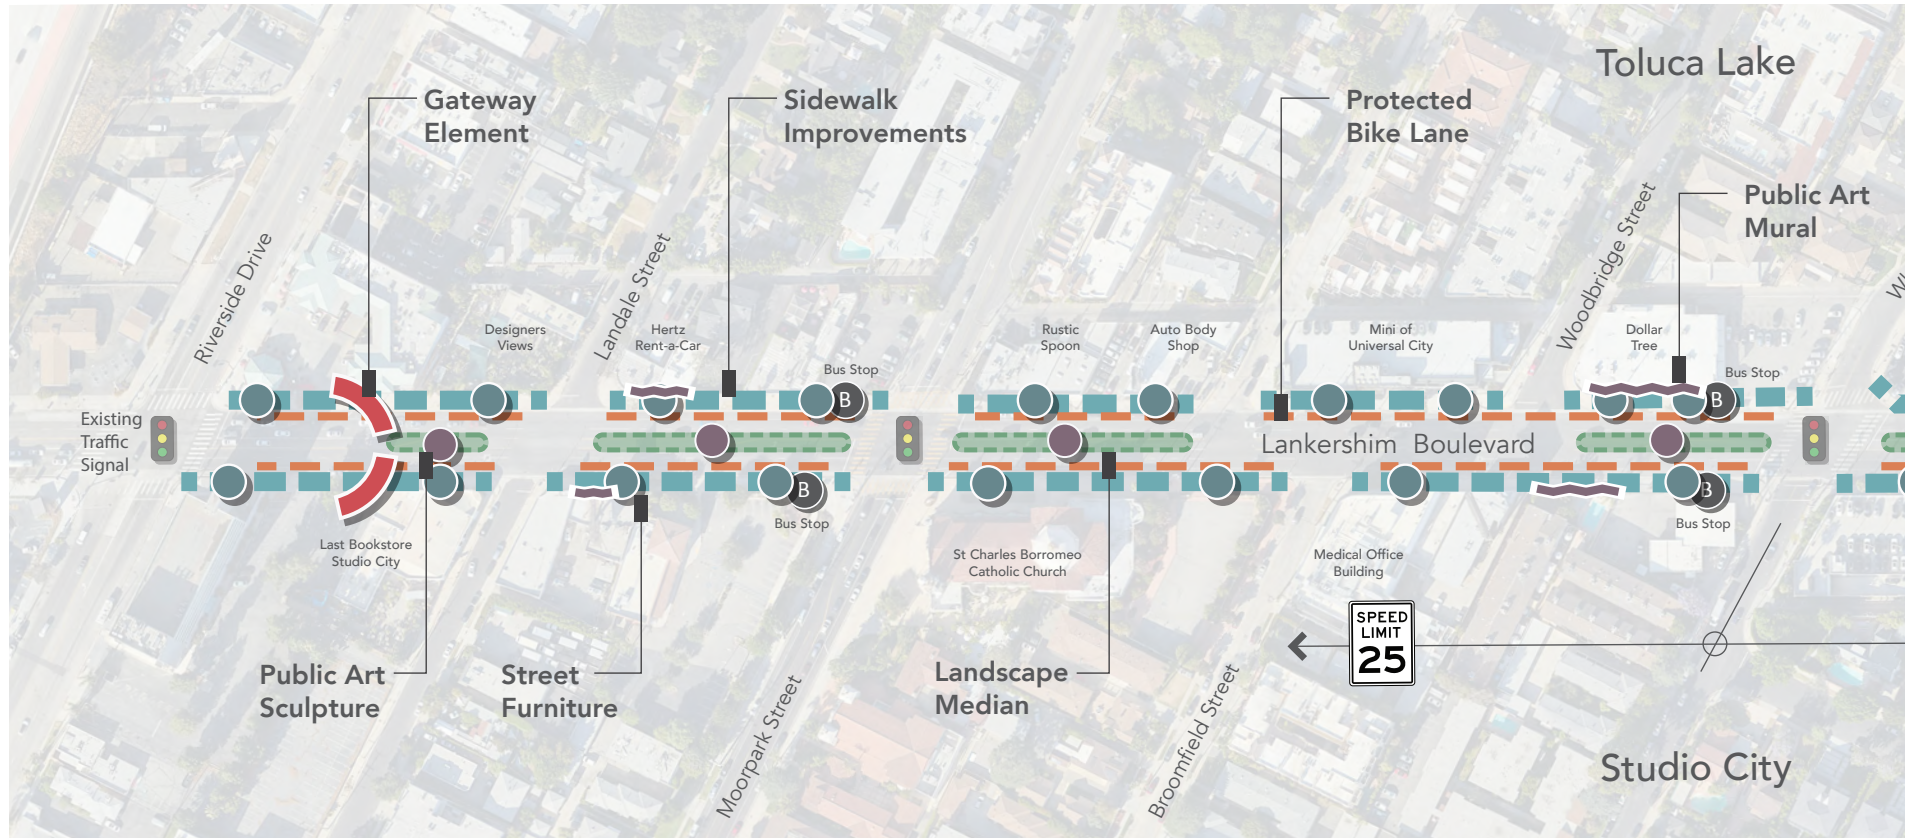 Toluca Lake
Gateway
Element
Sidewalk
Improvements
Protected
Bike Lane
Public Art
Mural
Riverside Drive
Landale Street
Woodbridge Street
Designers
Views
Hertz
Rent-a-Car
Rustic
Spoon
Auto Body
Shop
Mini of
Universal City
Dollar
Tree
Bus Stop
B
Bus Stop
B
Existing
Traffic
Signal
Lankershim Boulevard
B
Bus Stop
B
Bus Stop
Last Bookstore
Studio City
St Charles Borromeo
Catholic Church
Medical Office
Building
SPEED
LIMIT
25
Public Art
Sculpture
Street
Furniture
Landscape
Median
Moorpark Street
Broomfield Street
Studio City